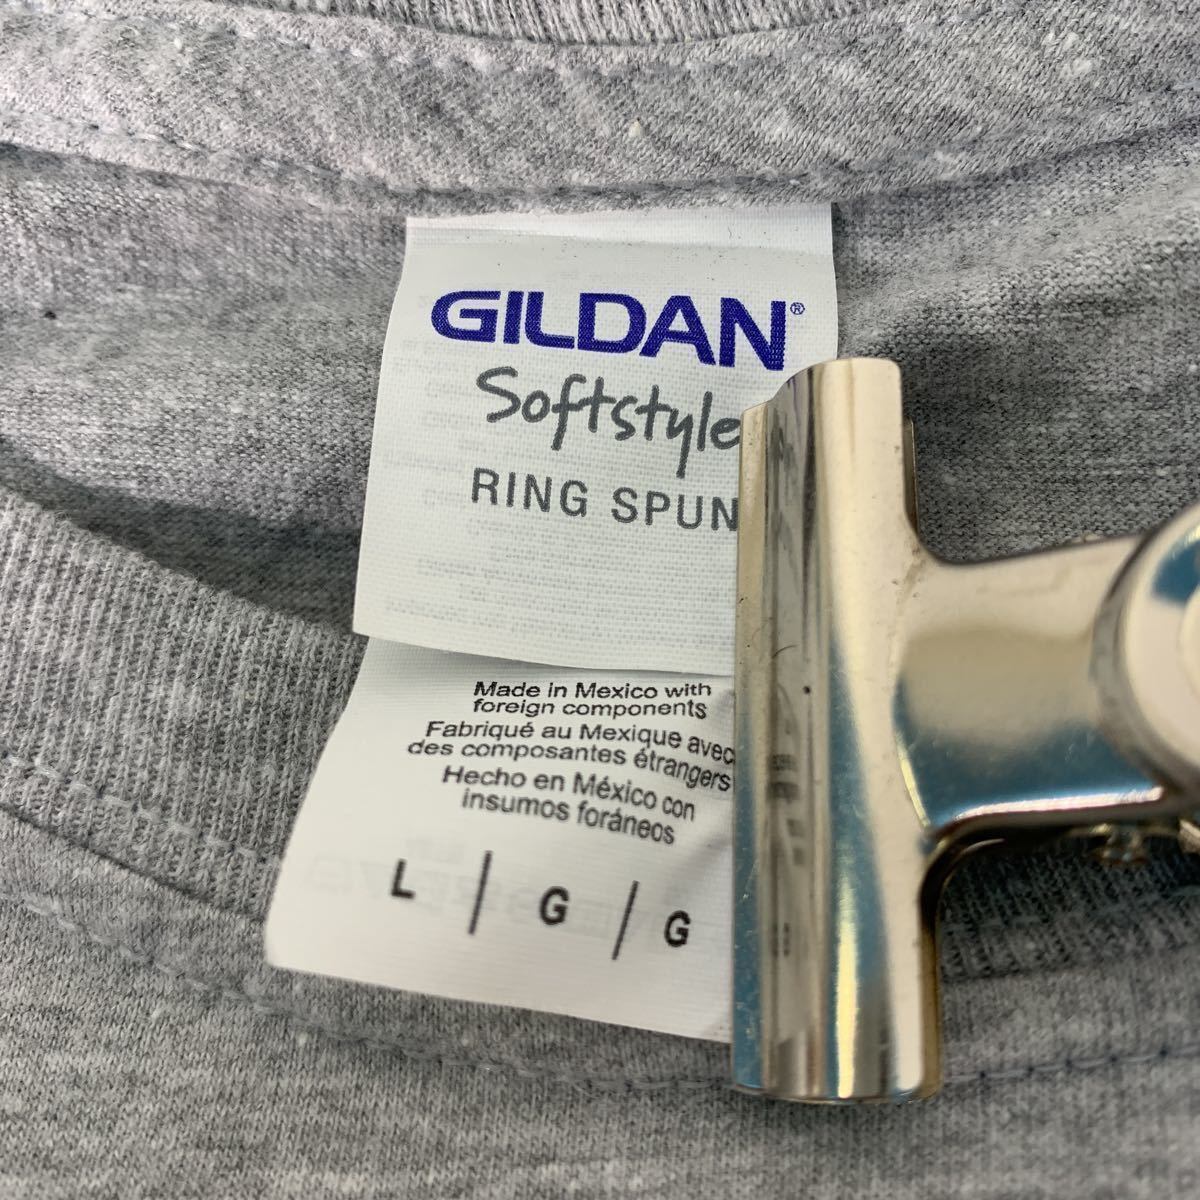 GILDAN®
Softstyle
RING SPUN
Made in Mexico with
foreign components
Fabriqué au Mexique avec
des composantes étrangers
Hecho en México con
insumos foráneos
L / G / G